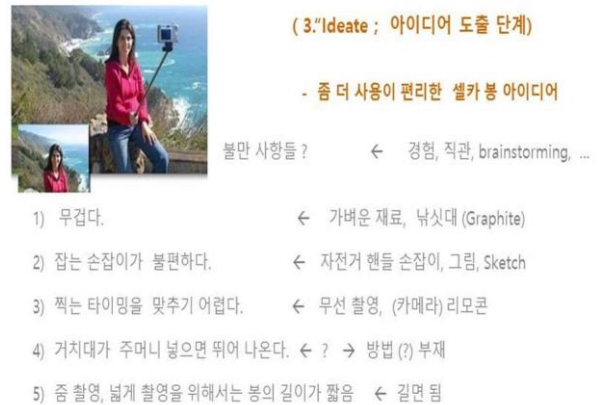 ( 3."Ideate ; 아이디어 도출 단계)
- 좀 더 사용이 편리한 셀카 봉 아이디어
불만 사항들 ? ← 경험, 직관, brainstorming, ...
1) 무겁다. ← 가벼운 재료, 낚싯대 (Graphite)
2) 잡는 손잡이가 불편하다. ← 자전거 핸들 손잡이, 그림, Sketch
3) 찍는 타이밍을 맞추기 어렵다. ← 무선 촬영, (카메라) 리모콘
4) 거치대가 주머니 넣으면 뛰어 나온다. ← ? → 방법 (?) 부재
5) 줌 촬영, 넓게 촬영을 위해서는 봉의 길이가 짧음 ← 길면 됨